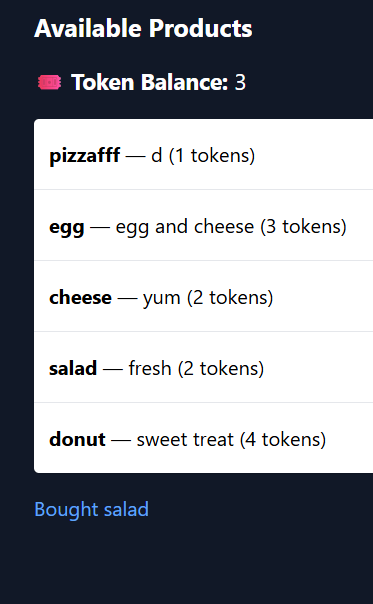 Available Products
Token Balance: 3
pizzafff — d (1 tokens)
egg — egg and cheese (3 tokens)
cheese — yum (2 tokens)
salad — fresh (2 tokens)
donut — sweet treat (4 tokens)
Bought salad